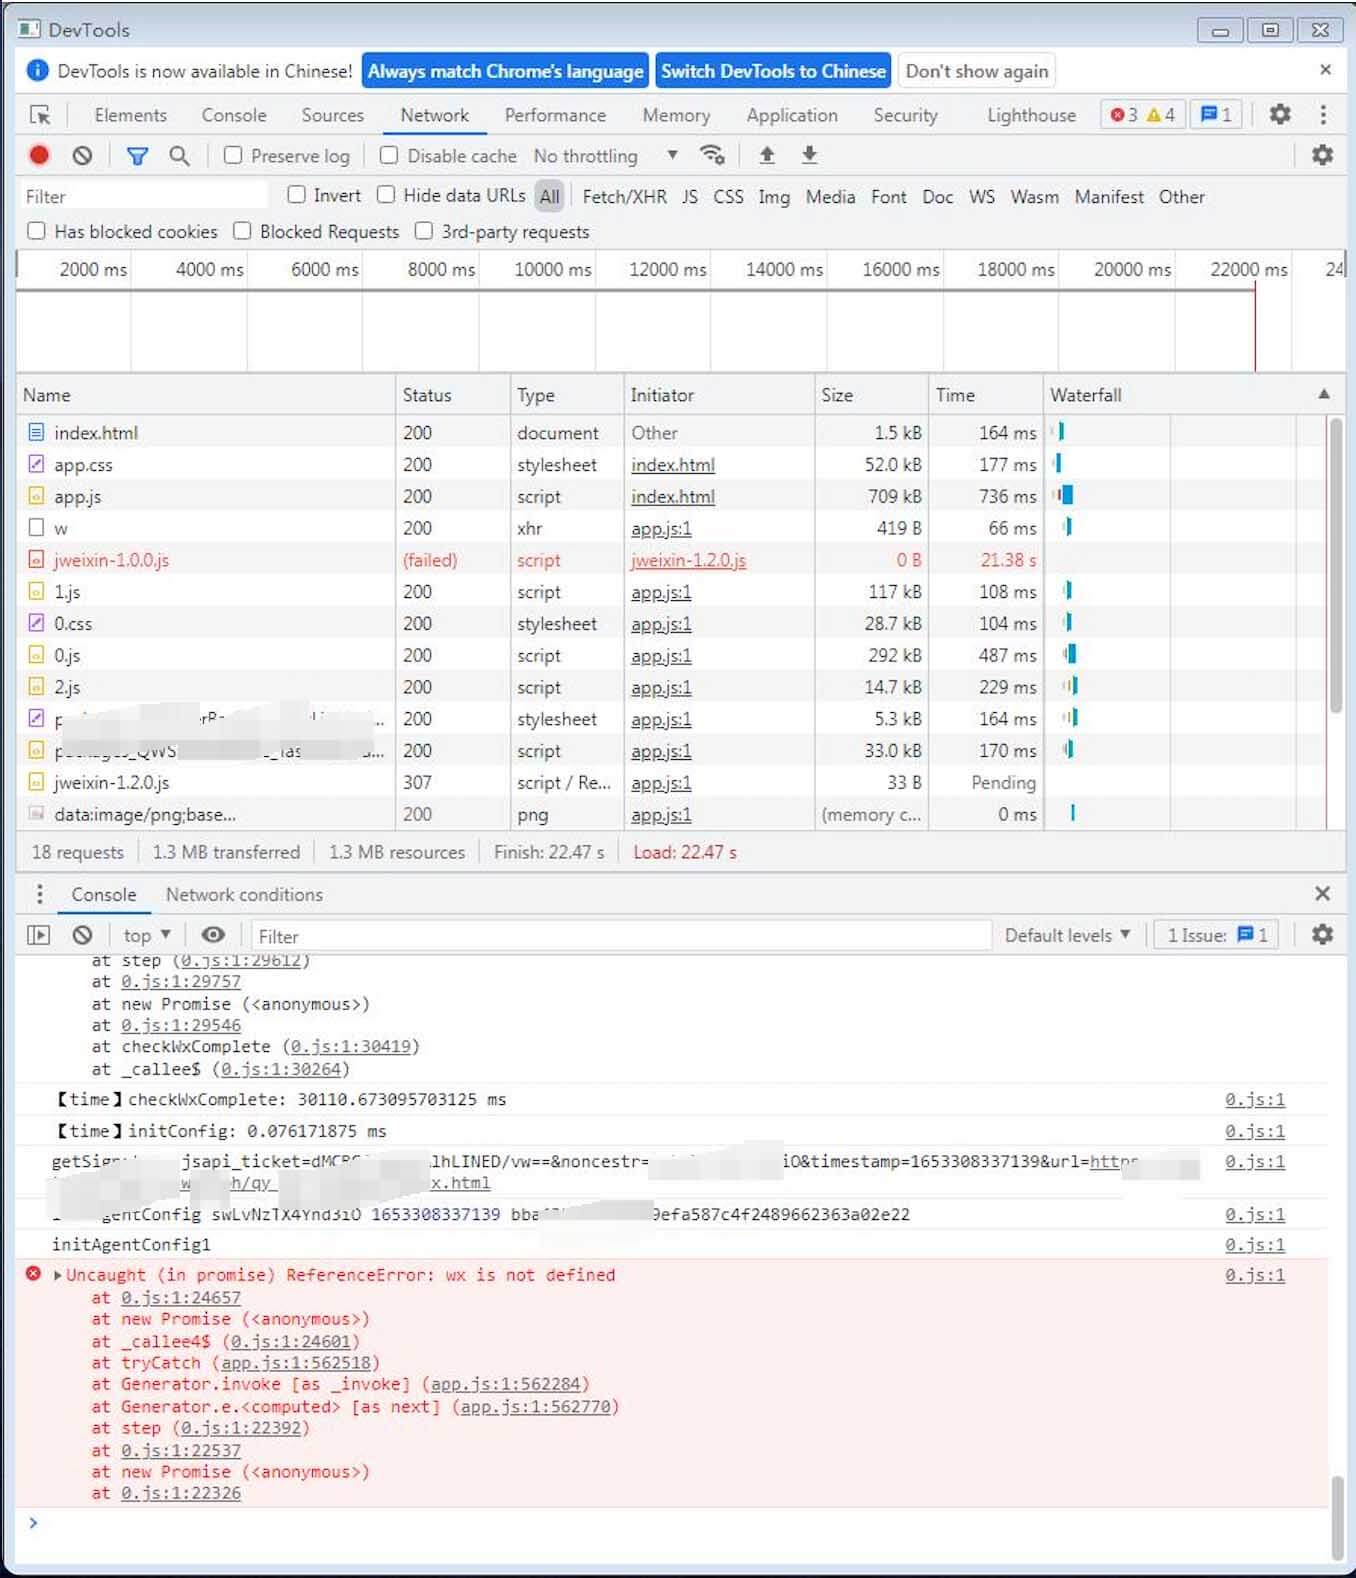 DevTools
DevTools is now available in Chinese! Always match Chrome's language Switch DevTools to Chinese Don't show again
Elements Console Sources Network Performance Memory Application Security Lighthouse 3 4 1
Preserve log Disable cache No throttling
Filter Invert Hide data URLs All Fetch/XHR JS CSS Img Media Font Doc WS Wasm Manifest Other
Has blocked cookies Blocked Requests 3rd-party requests
2000 ms 4000 ms 6000 ms 8000 ms 10000 ms 12000 ms 14000 ms 16000 ms 18000 ms 20000 ms 22000 ms 24
Name Status Type Initiator Size Time Waterfall
index.html 200 document Other 1.5 kB 164 ms
app.css 200 stylesheet index.html 52.0 kB 177 ms
app.js 200 script index.html 709 kB 736 ms
w 200 xhr app.js:1 419 B 66 ms
jweixin-1.0.0.js (failed) script jweixin-1.2.0.js 0 B 21.38 s
1.js 200 script app.js:1 117 kB 108 ms
0.css 200 stylesheet app.js:1 28.7 kB 104 ms
0.js 200 script app.js:1 292 kB 487 ms
2.js 200 script app.js:1 14.7 kB 229 ms
200 stylesheet app.js:1 5.3 kB 164 ms
200 script app.js:1 33.0 kB 170 ms
jweixin-1.2.0.js 307 script / Re... app.js:1 33 B Pending
data:image/png;base... 200 png app.js:1 (memory c... 0 ms
18 requests 1.3 MB transferred 1.3 MB resources Finish: 22.47 s Load: 22.47 s
Console Network conditions
top Filter Default levels 1 Issue: 1
at step (0.js:1:29612)
at 0.js:1:29757
at new Promise (<anonymous>)
at 0.js:1:29546
at checkWxComplete (0.js:1:30419)
at _callee$ (0.js:1:30264)
【time】checkWxComplete: 30110.673095703125 ms 0.js:1
【time】initConfig: 0.076171875 ms 0.js:1
jsapi_ticket=dMCB lhLINED/vw==&noncestr= iO&timestamp=1653308337139&url=https 0.js:1
h/qy x.html
gentConfig swLvNzTX4Ynd3iO 1653308337139 bba 9efa587c4f2489662363a02e22 0.js:1
initAgentConfig1 0.js:1
Uncaught (in promise) ReferenceError: wx is not defined 0.js:1
at 0.js:1:24657
at new Promise (<anonymous>)
at _callee4$ (0.js:1:24601)
at tryCatch (app.js:1:562518)
at Generator.invoke [as _invoke] (app.js:1:562284)
at Generator.e.<computed> [as next] (app.js:1:562770)
at step (0.js:1:22392)
at 0.js:1:22537
at new Promise (<anonymous>)
at 0.js:1:22326